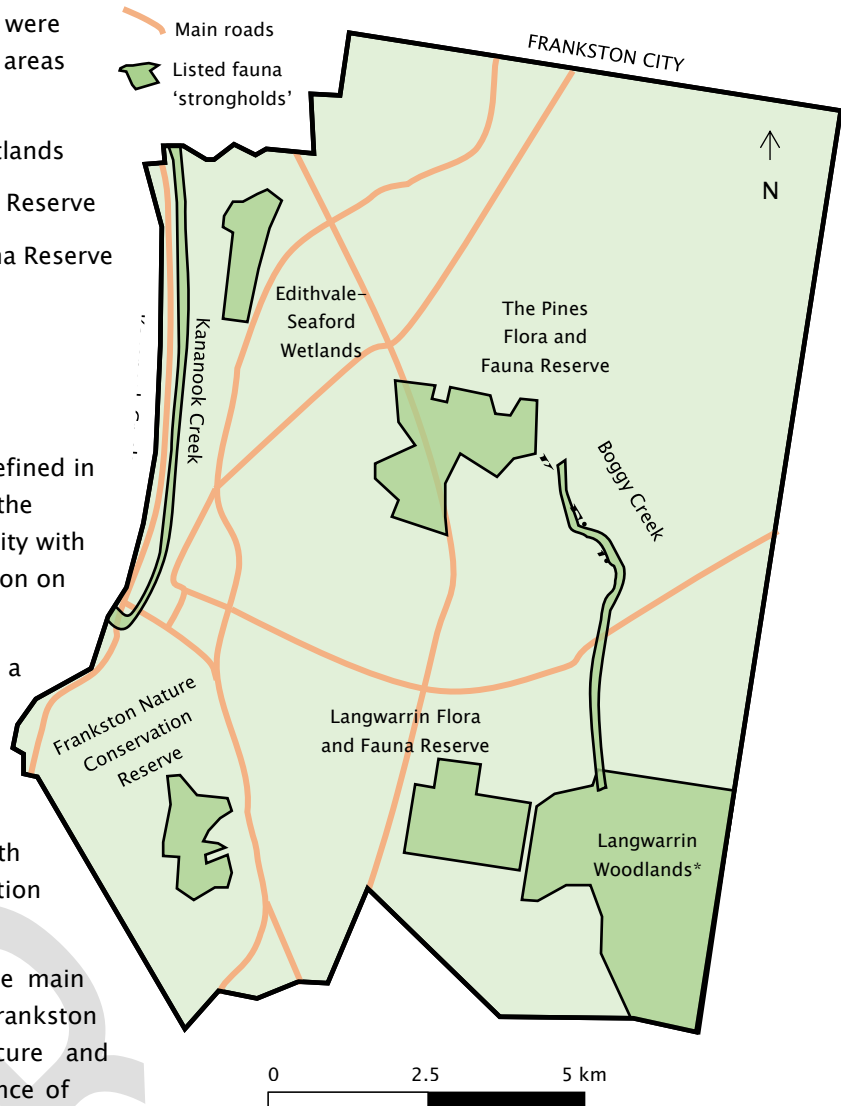 were
areas
tlands
Reserve
na Reserve
efined in
the
ity with
on on
a
th
tion
e main
rankston
cure and
nce of
Main roads
Listed fauna
‘strongholds’
FRANKSTON CITY
N
Edithvale–
Seaford
Wetlands
The Pines
Flora and
Fauna Reserve
Kananook Creek
Boggy Creek
Frankston Nature
Conservation
Reserve
Langwarrin Flora
and Fauna Reserve
Langwarrin
Woodlands*
0 2.5 5 km